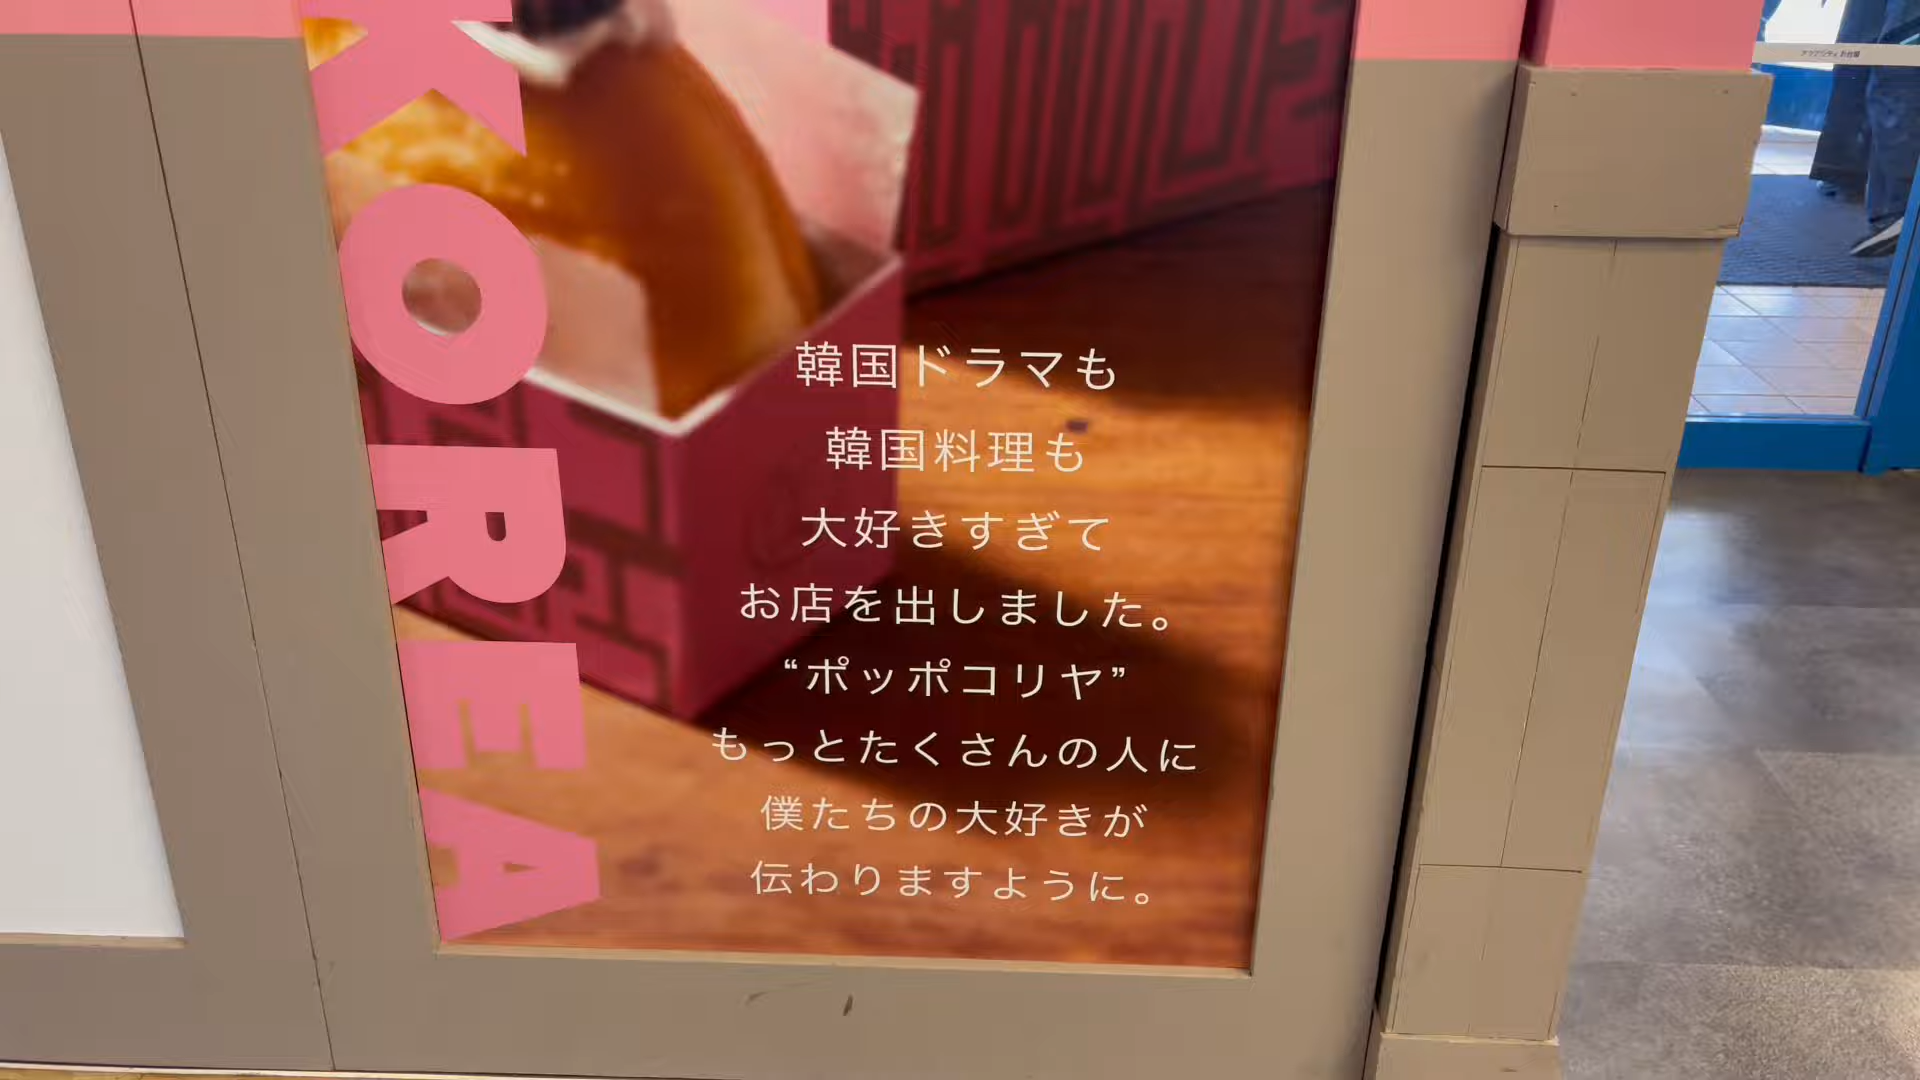 KOREA
韓国ドラマも
韓国料理も
大好きすぎて
お店を出しました。
“ポッポコリヤ”
もっとたくさんの人に
僕たちの大好きが
伝わりますように。